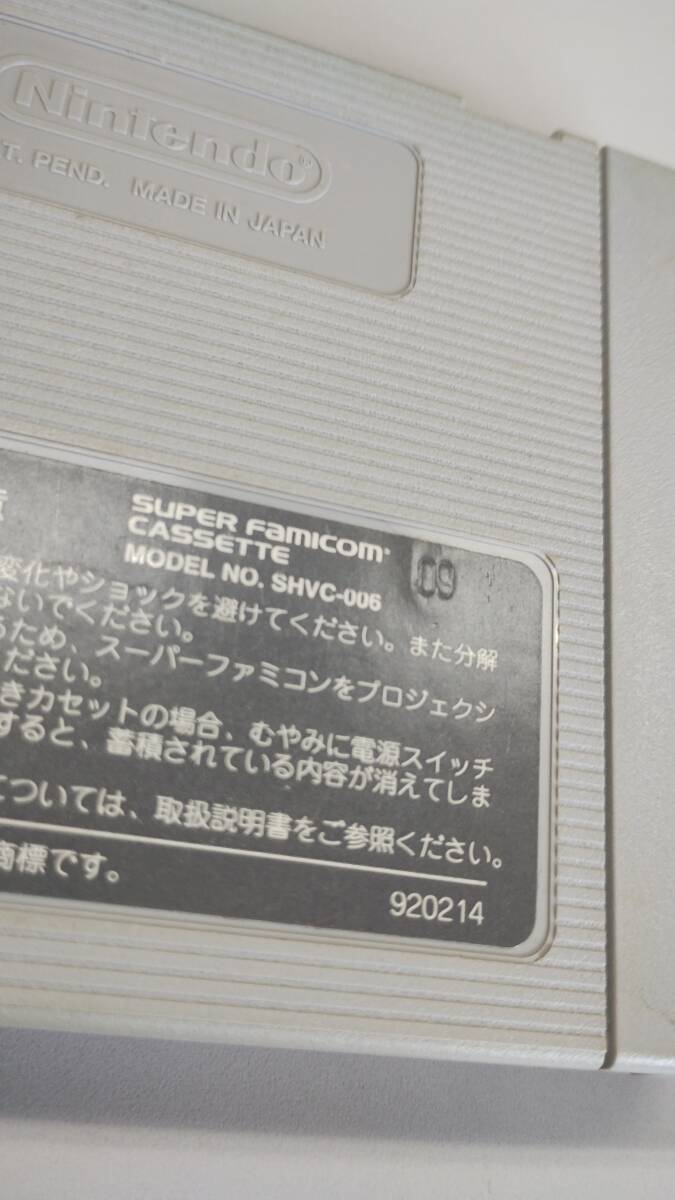 Nintendo
T. PEND. MADE IN JAPAN
SUPER FAMICOM
CASSETTE
MODEL NO. SHVC-006
09
変化やショックを避けてください。また分解
ないでください。
るため、スーパーファミコンをプロジェクシ
ください。
きカセットの場合、むやみに電源スイッチ
すると、蓄積されている内容が消えてしま
については、取扱説明書をご参照ください。
商標です。
920214